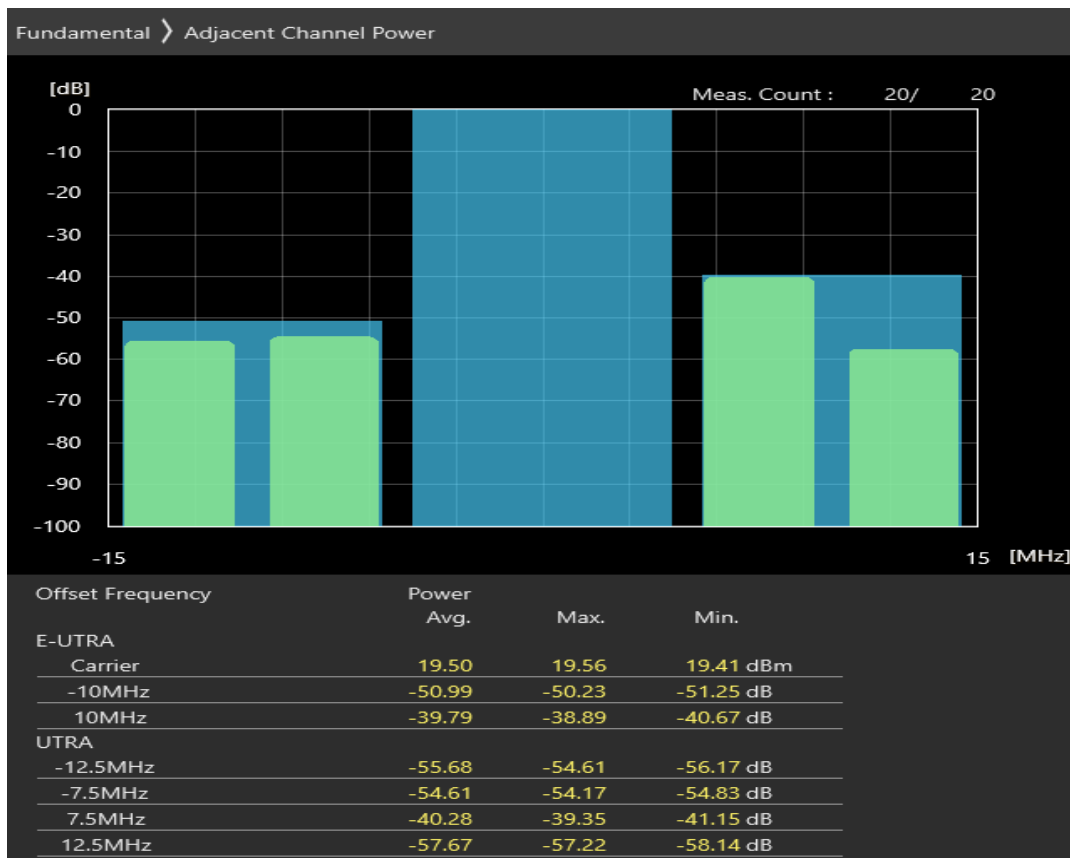 Fundamental 〉 Adjacent Channel Power
[dB]
Meas. Count : 20/ 20
0
-10
-20
-30
-40
-50
-60
-70
-80
-90
-100
-15 15 [MHz]
Offset Frequency Power
Avg. Max. Min.
E-UTRA
Carrier 19.50 19.56 19.41 dBm
-10MHz -50.99 -50.23 -51.25 dB
10MHz -39.79 -38.89 -40.67 dB
UTRA
-12.5MHz -55.68 -54.61 -56.17 dB
-7.5MHz -54.61 -54.17 -54.83 dB
7.5MHz -40.28 -39.35 -41.15 dB
12.5MHz -57.67 -57.22 -58.14 dB